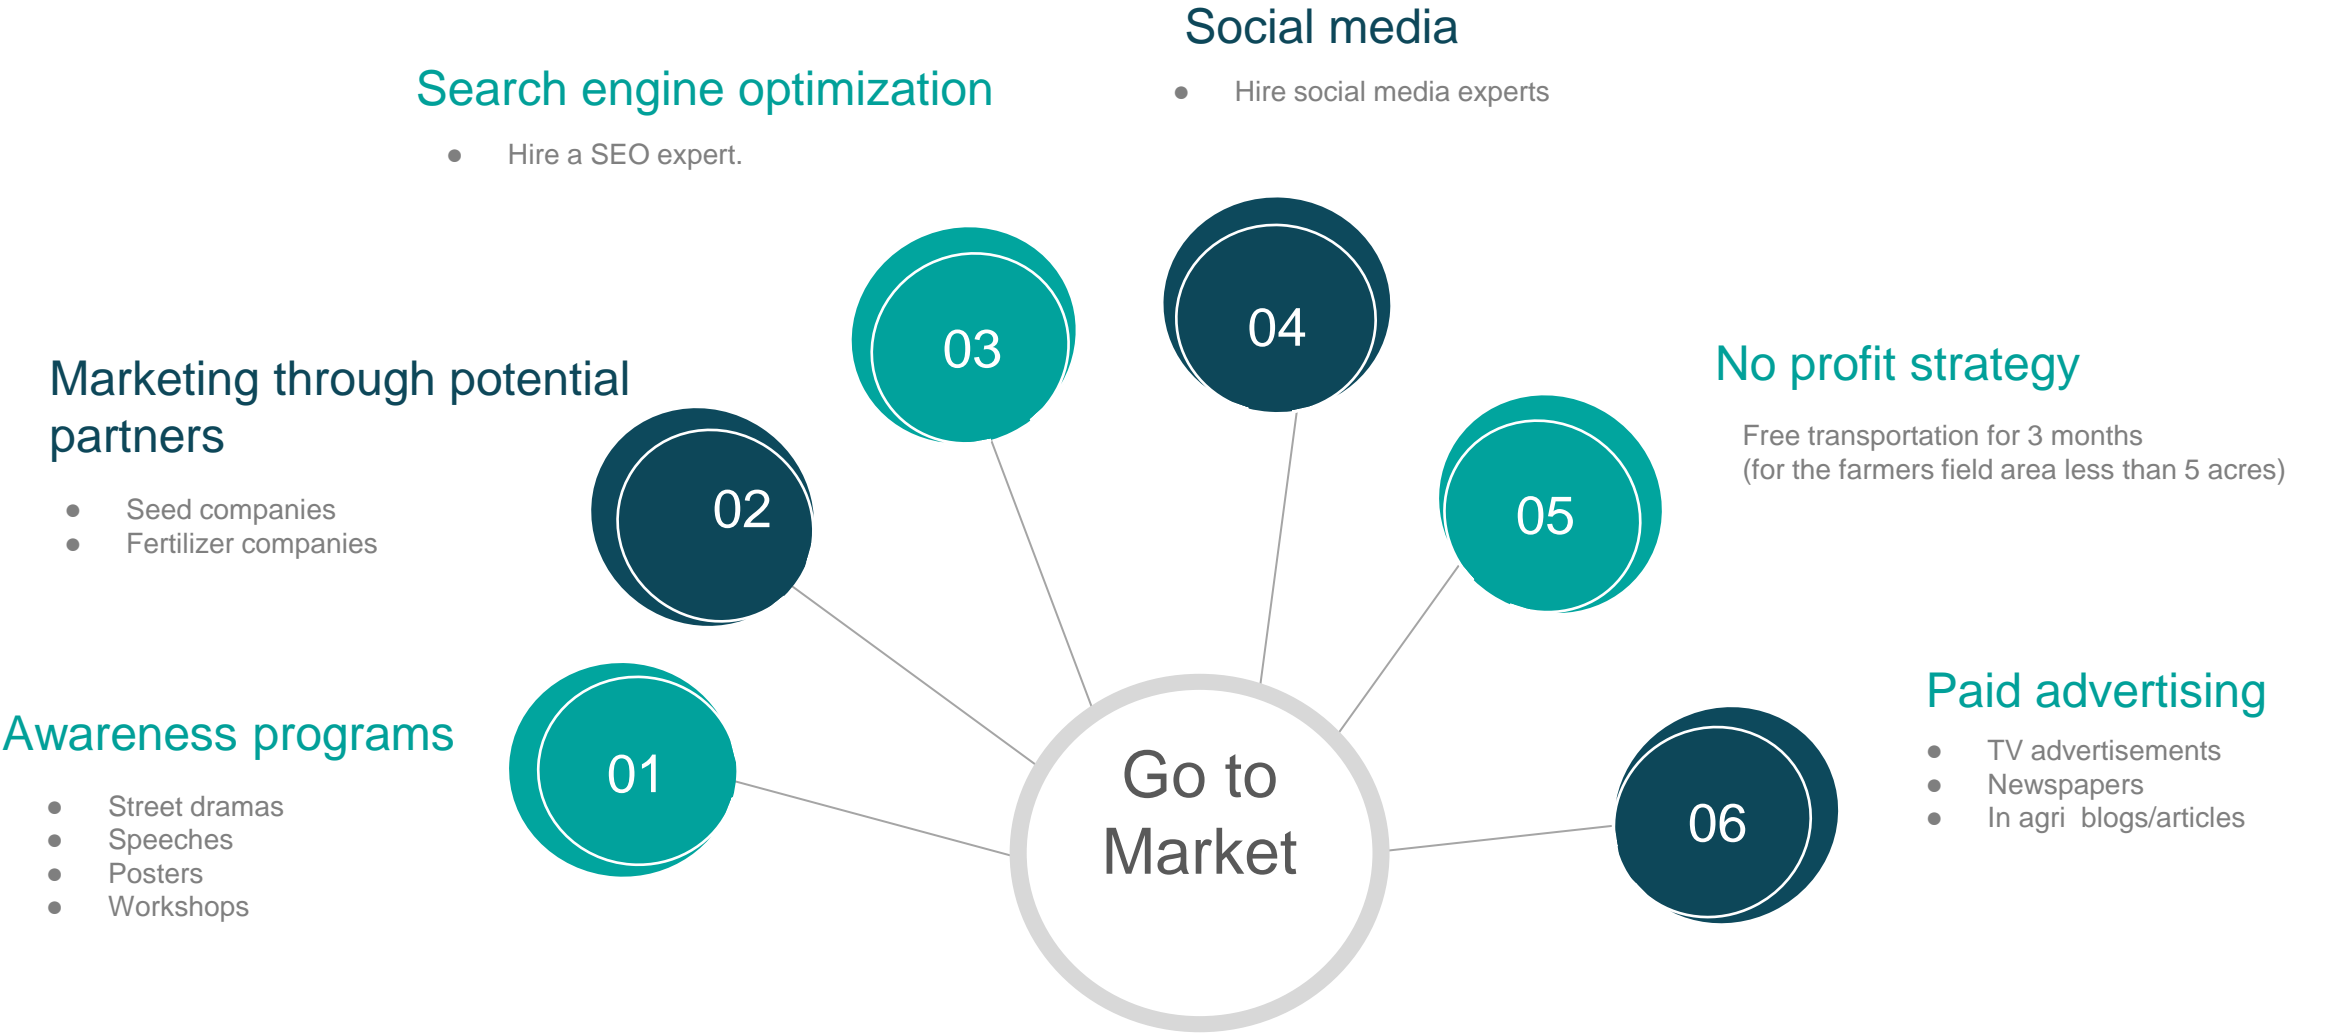 Social media
● Hire social media experts
Search engine optimization
● Hire a SEO expert.
04
03
No profit strategy
Free transportation for 3 months
(for the farmers field area less than 5 acres)
05
Marketing through potential
partners
● Seed companies
● Fertilizer companies
02
Awareness programs
● Street dramas
● Speeches
● Posters
● Workshops
01
Go to
Market
Paid advertising
● TV advertisements
● Newspapers
● In agri  blogs/articles
06